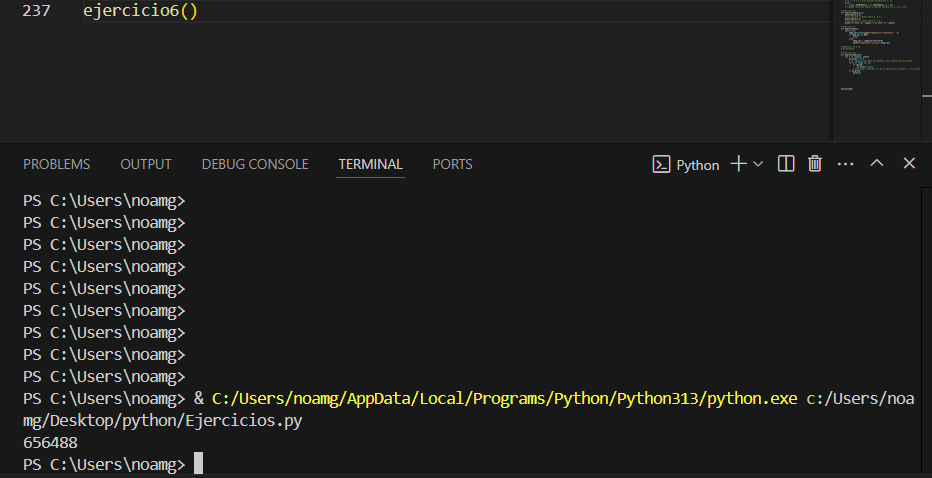 237 ejercicio6()
PROBLEMS OUTPUT DEBUG CONSOLE TERMINAL PORTS Python
PS C:\Users\noamg>
PS C:\Users\noamg>
PS C:\Users\noamg>
PS C:\Users\noamg>
PS C:\Users\noamg>
PS C:\Users\noamg>
PS C:\Users\noamg>
PS C:\Users\noamg>
PS C:\Users\noamg>
PS C:\Users\noamg> & C:/Users/noamg/AppData/Local/Programs/Python/Python313/python.exe c:/Users/noa
mg/Desktop/python/Ejercicios.py
656488
PS C:\Users\noamg>